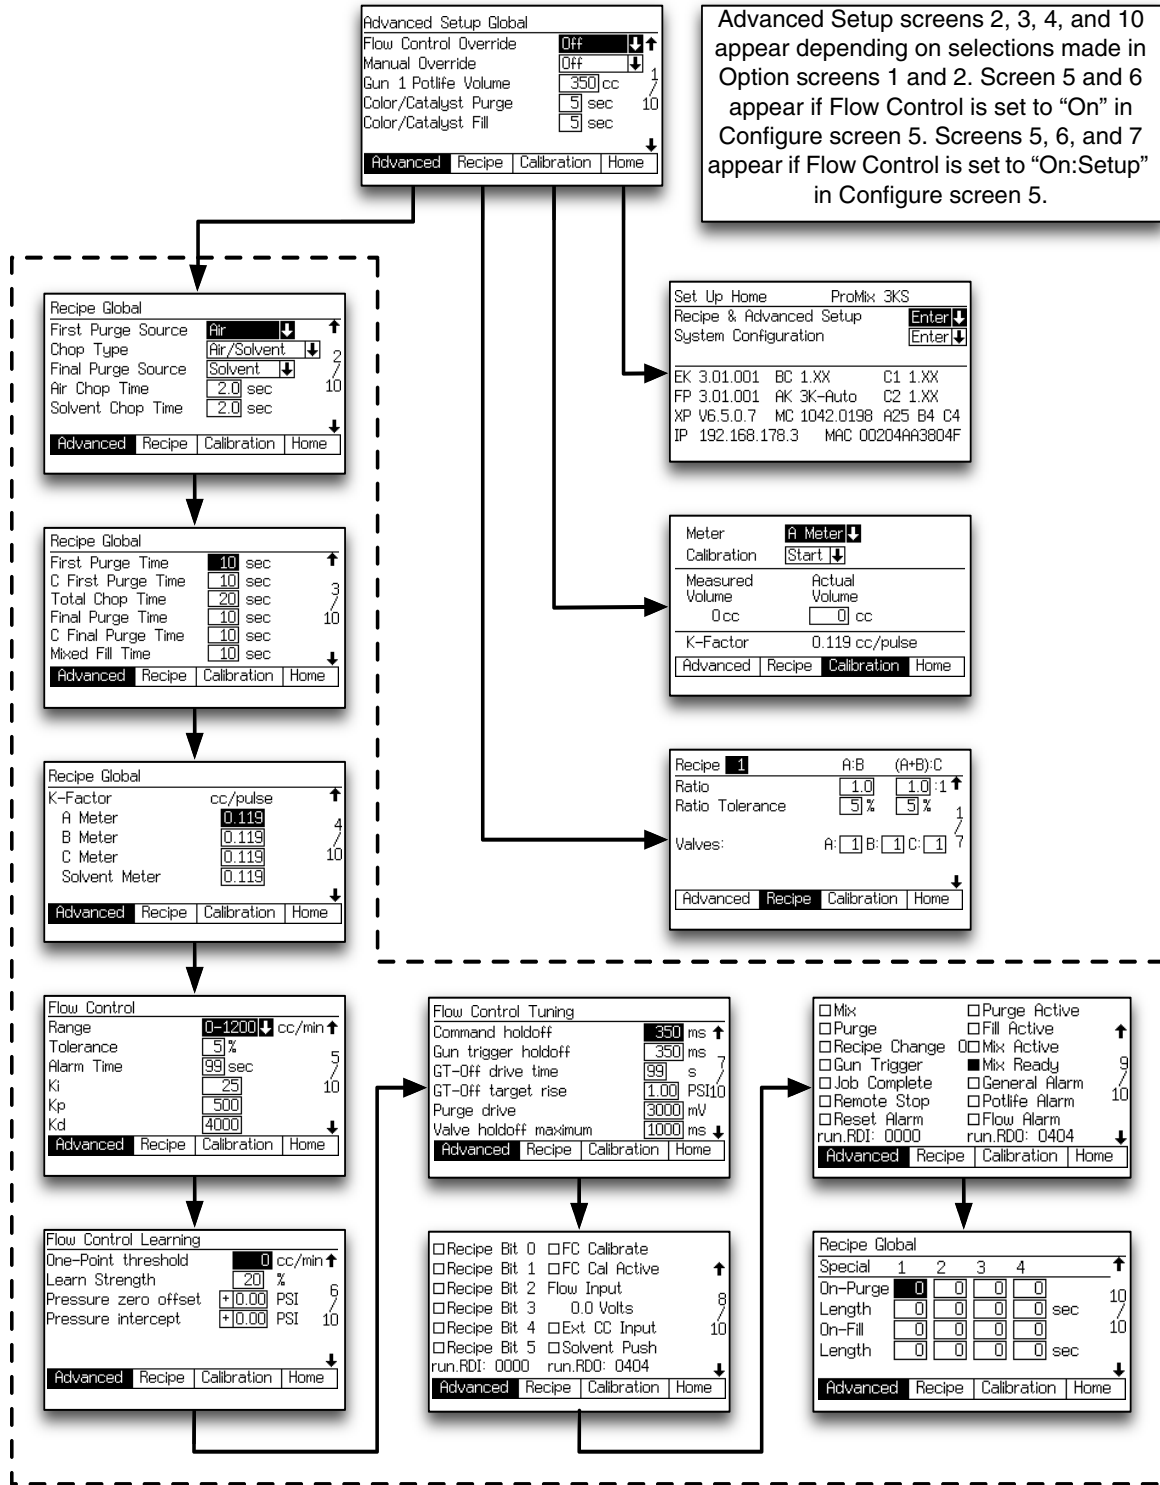 Advanced Setup Global
Flow Control Override Off
Manual Override Off
Gun 1 Potlife Volume 350 cc 1
Color/Catalyst Purge 5 sec / 10
Color/Catalyst Fill 5 sec
Advanced Recipe Calibration Home
Advanced Setup screens 2, 3, 4, and 10
appear depending on selections made in
Option screens 1 and 2. Screen 5 and 6
appear if Flow Control is set to “On” in
Configure screen 5. Screens 5, 6, and 7
appear if Flow Control is set to “On:Setup”
in Configure screen 5.
Recipe Global
First Purge Source Air
Chop Type Air/Solvent 2
Final Purge Source Solvent /
Air Chop Time 2.0 sec 10
Solvent Chop Time 2.0 sec
Advanced Recipe Calibration Home
Set Up Home ProMix 3KS
Recipe & Advanced Setup Enter
System Configuration Enter
EK 3.01.001 BC 1.XX C1 1.XX
FP 3.01.001 AK 3K-Auto C2 1.XX
XP V6.5.0.7 MC 1042.0198 A25 B4 C4
IP 192.168.178.3 MAC 00204AA3804F
Recipe Global
First Purge Time 10 sec
C First Purge Time 10 sec
Total Chop Time 20 sec 3
Final Purge Time 10 sec / 10
C Final Purge Time 10 sec
Mixed Fill Time 10 sec
Advanced Recipe Calibration Home
Meter A Meter
Calibration Start
Measured Actual
Volume Volume
0cc 0 cc
K-Factor 0.119 cc/pulse
Advanced Recipe Calibration Home
Recipe Global
K-Factor cc/pulse
A Meter 0.119 4
B Meter 0.119 /
C Meter 0.119 10
Solvent Meter 0.119
Advanced Recipe Calibration Home
Recipe 1 A:B (A+B):C
Ratio 1.0 1.0 :1
Ratio Tolerance 5 % 5 % 1
/
Valves: A: 1 B: 1 C: 1 7
Advanced Recipe Calibration Home
Flow Control
Range 0-1200 cc/min
Tolerance 5 % 5
Alarm Time 99 sec /
Ki 25 10
Kp 500
Kd 4000
Advanced Recipe Calibration Home
Flow Control Learning
One-Point threshold 0 cc/min
Learn Strength 20 % 6
Pressure zero offset + 0.00 PSI /
Pressure intercept + 0.00 PSI 10
Advanced Recipe Calibration Home
Flow Control Tuning
Command holdoff 350 ms
Gun trigger holdoff 350 ms 7
GT-Off drive time 99 s /
GT-Off target rise 1.00 PSI 10
Purge drive 3000 mV
Valve holdoff maximum 1000 ms
Advanced Recipe Calibration Home
Recipe Bit 0 FC Calibrate
Recipe Bit 1 FC Cal Active
Recipe Bit 2 Flow Input 8
Recipe Bit 3 0.0 Volts /
Recipe Bit 4 Ext CC Input 10
Recipe Bit 5 Solvent Push
run.RDI: 0000 run.RDO: 0404
Advanced Recipe Calibration Home
Mix Purge Active
Purge Fill Active
Recipe Change 0 Mix Active
Gun Trigger Mix Ready 9
Job Complete General Alarm /
Remote Stop Potlife Alarm 10
Reset Alarm Flow Alarm
run.RDI: 0000 run.RDO: 0404
Advanced Recipe Calibration Home
Recipe Global
Special 1 2 3 4
On-Purge 0 0 0 0 10
Length 0 0 0 0 sec /
On-Fill 0 0 0 0 10
Length 0 0 0 0 sec
Advanced Recipe Calibration Home